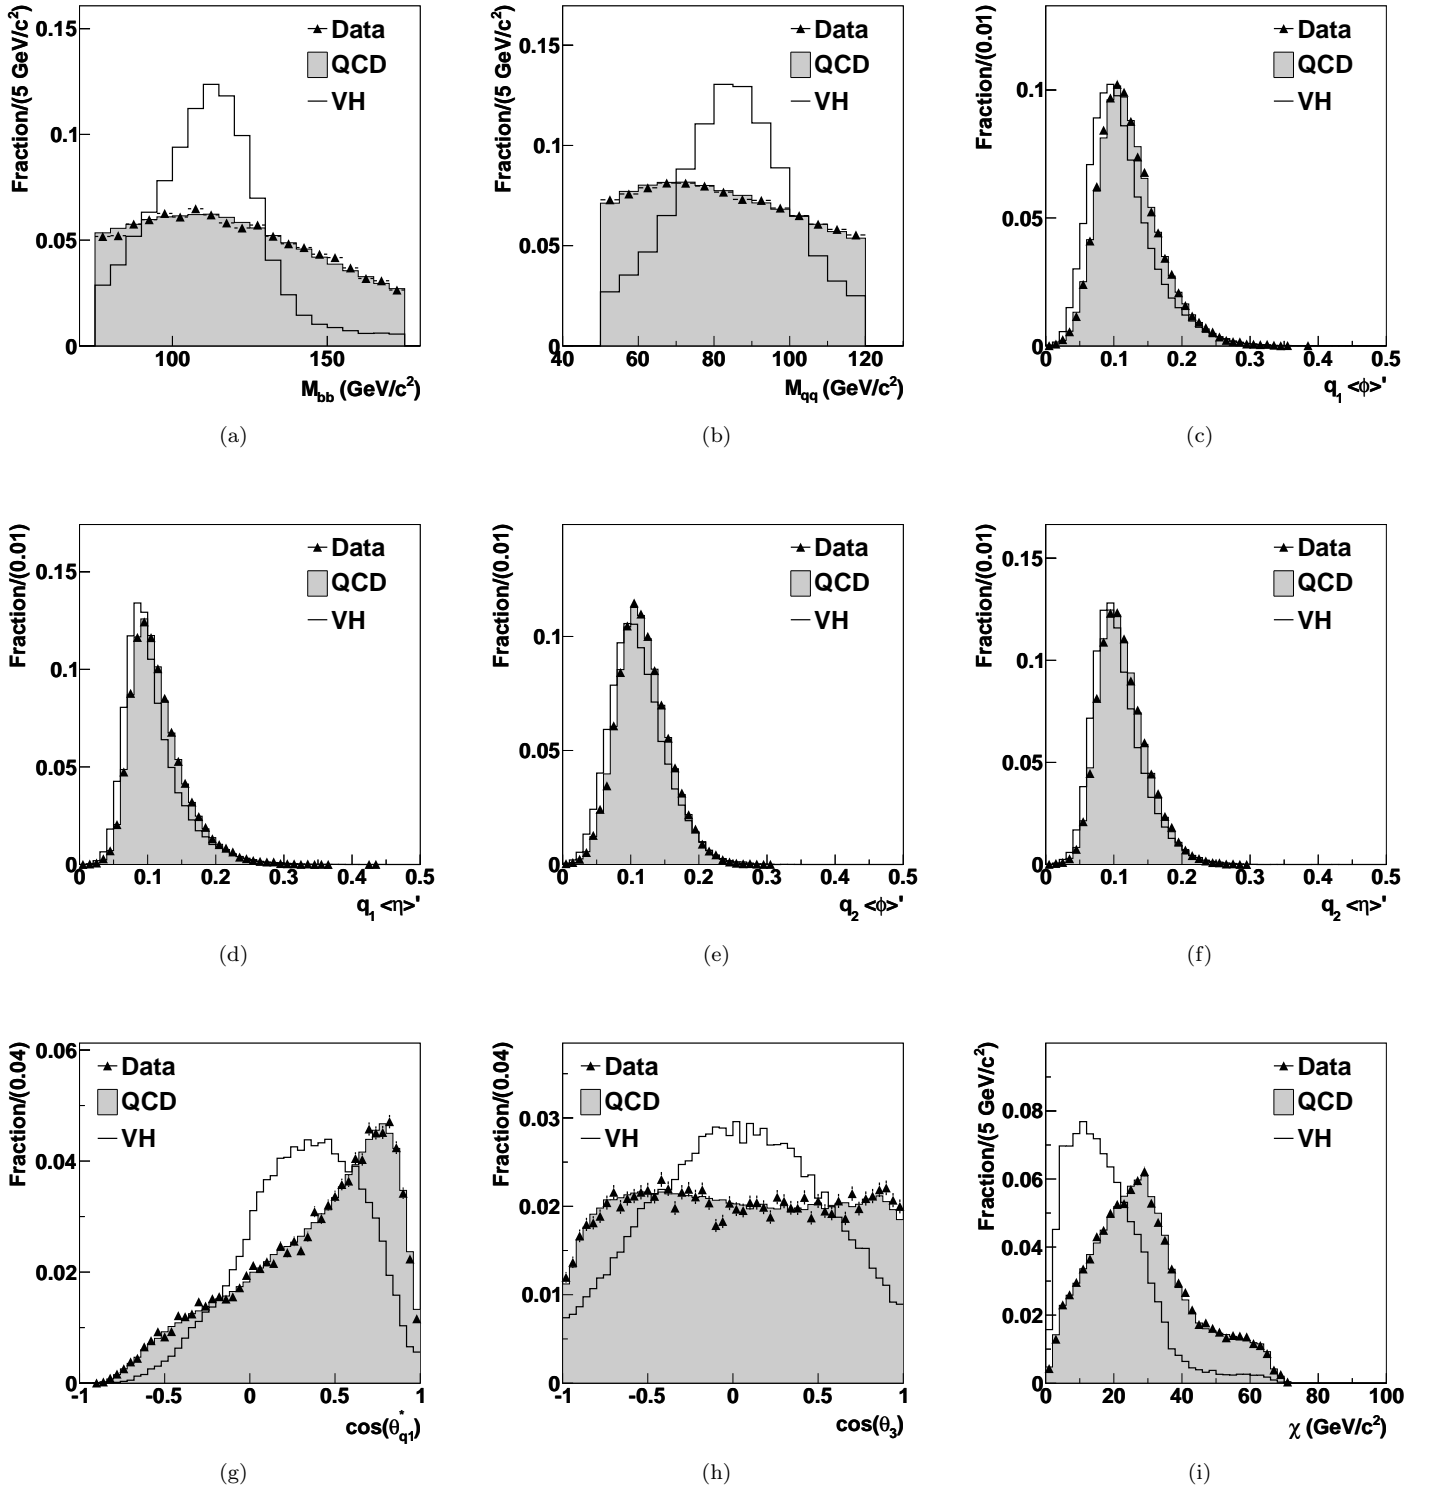 Fraction/(5 GeV/c²)
0.15
0.1
0.05
0
100
150
M_bb (GeV/c²)
Data
QCD
VH
(a)
Fraction/(5 GeV/c²)
0.15
0.1
0.05
0
40
60
80
100
120
M_qq (GeV/c²)
Data
QCD
VH
(b)
Fraction/(0.01)
0.1
0.05
0
0
0.1
0.2
0.3
0.4
0.5
q₁ <φ>'
Data
QCD
VH
(c)
Fraction/(0.01)
0.15
0.1
0.05
0
0
0.1
0.2
0.3
0.4
0.5
q₁ <η>'
Data
QCD
VH
(d)
Fraction/(0.01)
0.1
0.05
0
0
0.1
0.2
0.3
0.4
0.5
q₂ <φ>'
Data
QCD
VH
(e)
Fraction/(0.01)
0.15
0.1
0.05
0
0
0.1
0.2
0.3
0.4
0.5
q₂ <η>'
Data
QCD
VH
(f)
Fraction/(0.04)
0.06
0.04
0.02
0
-1
-0.5
0
0.5
1
cos(θ*_q1)
Data
QCD
VH
(g)
Fraction/(0.04)
0.03
0.02
0.01
0
-1
-0.5
0
0.5
1
cos(θ₃)
Data
QCD
VH
(h)
Fraction/(5 GeV/c²)
0.08
0.06
0.04
0.02
0
0
20
40
60
80
100
χ (GeV/c²)
Data
QCD
VH
(i)